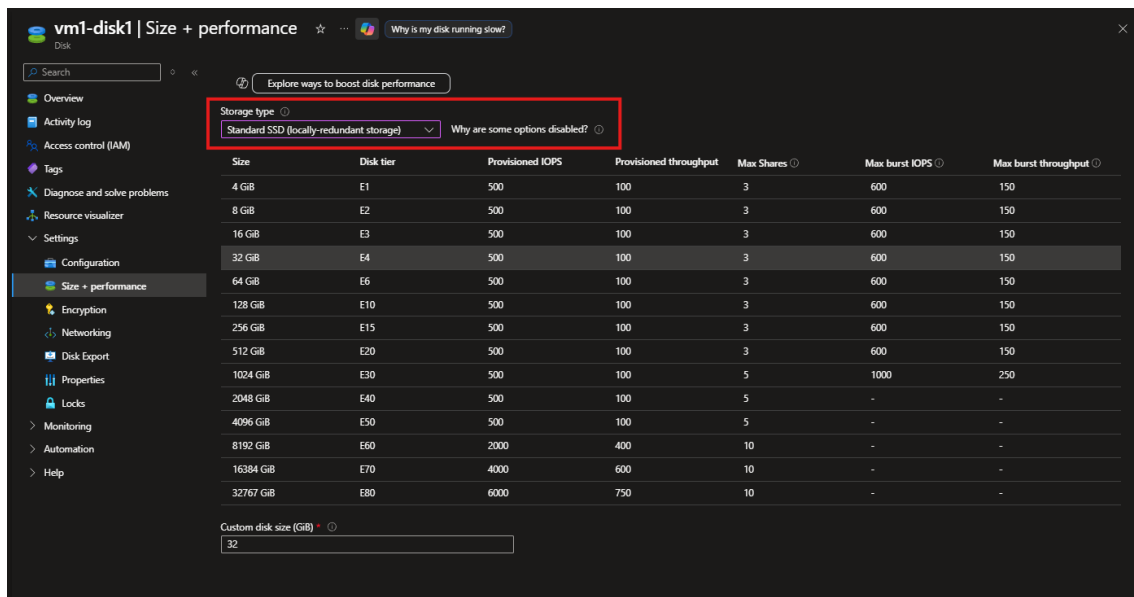 vm1-disk1 | Size + performance ☆ ... Why is my disk running slow?
Disk
Search
Overview
Activity log
Access control (IAM)
Tags
Diagnose and solve problems
Resource visualizer
Settings
Configuration
Size + performance
Encryption
Networking
Disk Export
Properties
Locks
Monitoring
Automation
Help
Explore ways to boost disk performance
Storage type
Standard SSD (locally-redundant storage) Why are some options disabled?
Size Disk tier Provisioned IOPS Provisioned throughput Max Shares Max burst IOPS Max burst throughput
4 GiB E1 500 100 3 600 150
8 GiB E2 500 100 3 600 150
16 GiB E3 500 100 3 600 150
32 GiB E4 500 100 3 600 150
64 GiB E6 500 100 3 600 150
128 GiB E10 500 100 3 600 150
256 GiB E15 500 100 3 600 150
512 GiB E20 500 100 3 600 150
1024 GiB E30 500 100 5 1000 250
2048 GiB E40 500 100 5 - -
4096 GiB E50 500 100 5 - -
8192 GiB E60 2000 400 10 - -
16384 GiB E70 4000 600 10 - -
32767 GiB E80 6000 750 10 - -
Custom disk size (GiB) *
32